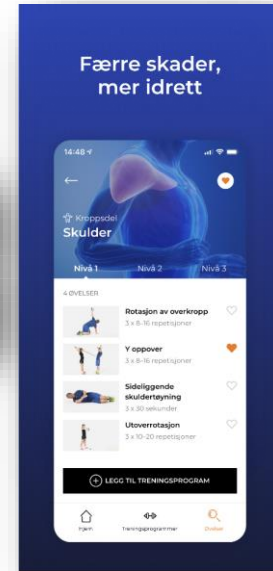 Færre skader,
mer idrett
14:48
Kroppsdel
Skulder
Nivå 1 Nivå 2 Nivå 3
4 ØVELSER
Rotasjon av overkropp
3 x 8-16 repetisjoner
Y oppover
3 x 8-16 repetisjoner
Sideliggende
skuldertøyning
3 x 30 sekunder
Utoverrotasjon
3 x 10-20 repetisjoner
LEGG TIL TRENINGSPROGRAM
Hjem Treningsprogrammer Øvelser